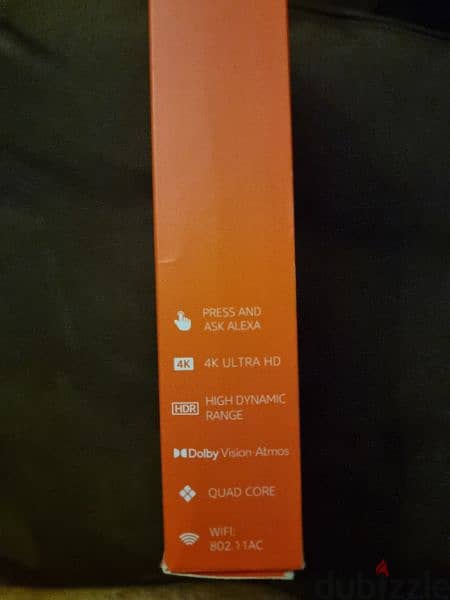 PRESS AND
ASK ALEXA
4K 4K ULTRA HD
HDR HIGH DYNAMIC
RANGE
Dolby Vision·Atmos
QUAD CORE
WIFI:
802.11AC
dubizzle